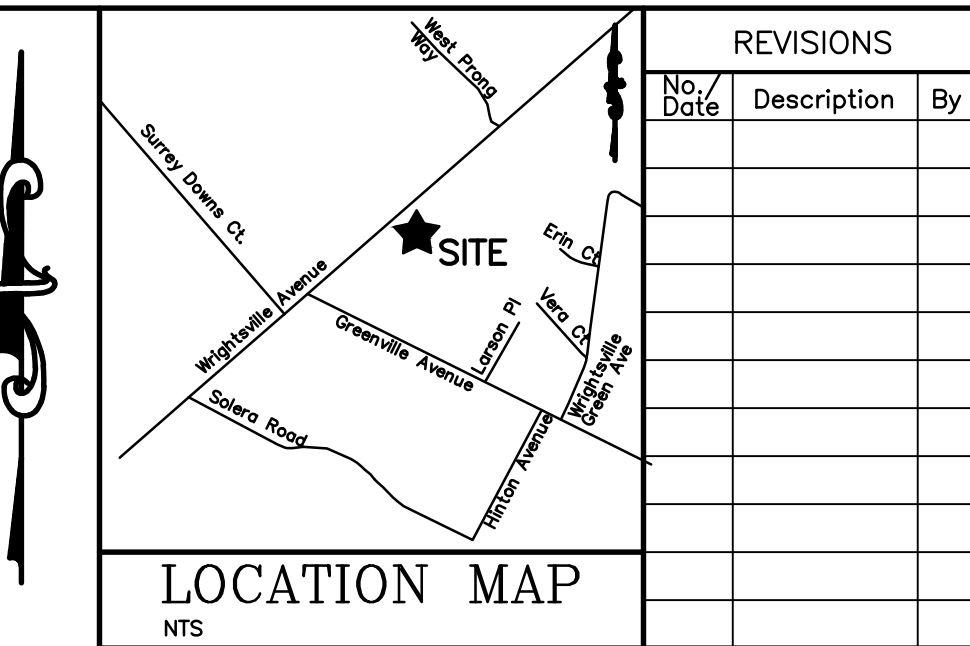 West Prong
Way
Surrey Downs Ct.
SITE
Erin Ct
Wrightsville Avenue
Vera Ct
Larson Pl
Greenville Avenue
Wrightsville
Green Ave
Solera Road
Hinton Avenue
LOCATION MAP
NTS
REVISIONS
No./
Date
Description
By